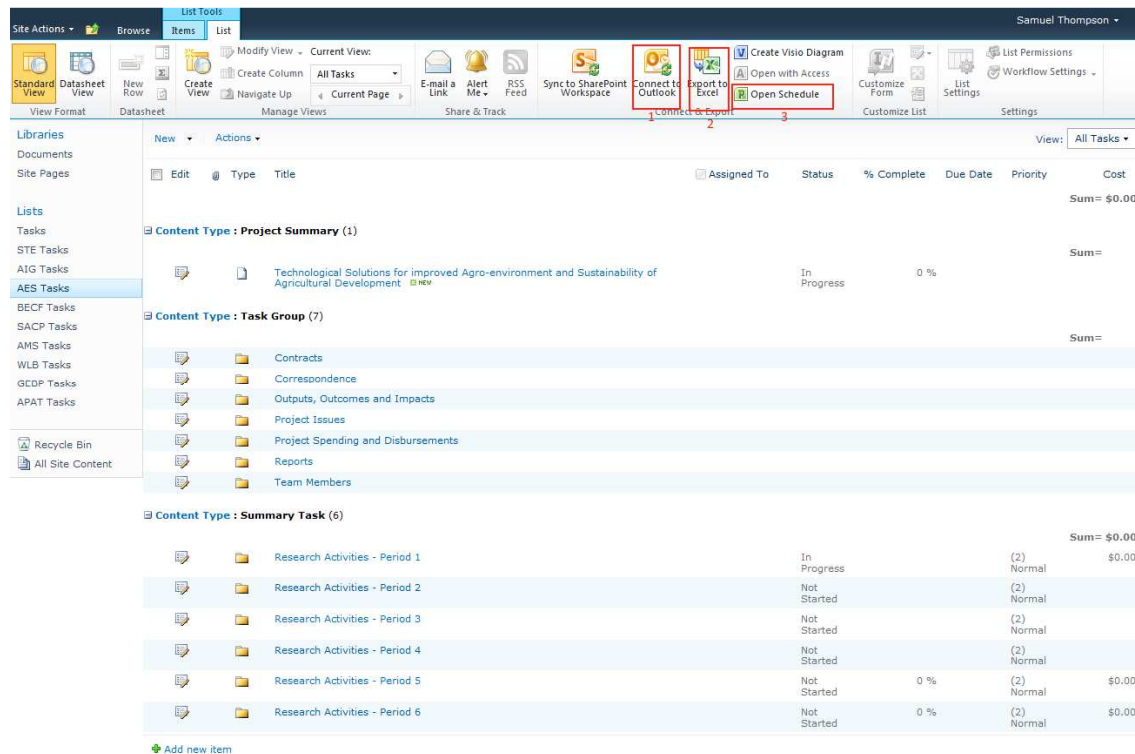 List Tools
Site Actions Browse Items List Samuel Thompson
Standard View
Datasheet View
New Row
Create View
Modify View
Create Column
Navigate Up
Current View:
All Tasks
Current Page
E-mail a Link
Alert Me
RSS Feed
Sync to SharePoint Workspace
Connect to Outlook
Export to Excel
Create Visio Diagram
Open with Access
Open Schedule
Customize Form
List Settings
List Permissions
Workflow Settings
View Format Datasheet Manage Views Share & Track Connect & Export Customize List Settings
1 2 3
Libraries
Documents
Site Pages
Lists
Tasks
STE Tasks
AIG Tasks
AES Tasks
BECF Tasks
SACP Tasks
AMS Tasks
WLB Tasks
GEDP Tasks
APAT Tasks
Recycle Bin
All Site Content
New Actions View: All Tasks
Edit Type Title Assigned To Status % Complete Due Date Priority Cost
Sum= $0.00
Content Type : Project Summary (1)
Sum=
Technological Solutions for improved Agro-environment and Sustainability of
Agricultural Development NEW
In Progress 0 %
Content Type : Task Group (7)
Sum=
Contracts
Correspondence
Outputs, Outcomes and Impacts
Project Issues
Project Spending and Disbursements
Reports
Team Members
Content Type : Summary Task (6)
Sum= $0.00
Research Activities - Period 1 In Progress (2) Normal $0.00
Research Activities - Period 2 Not Started (2) Normal
Research Activities - Period 3 Not Started (2) Normal
Research Activities - Period 4 Not Started (2) Normal
Research Activities - Period 5 Not Started 0 % (2) Normal $0.00
Research Activities - Period 6 Not Started 0 % (2) Normal $0.00
Add new item